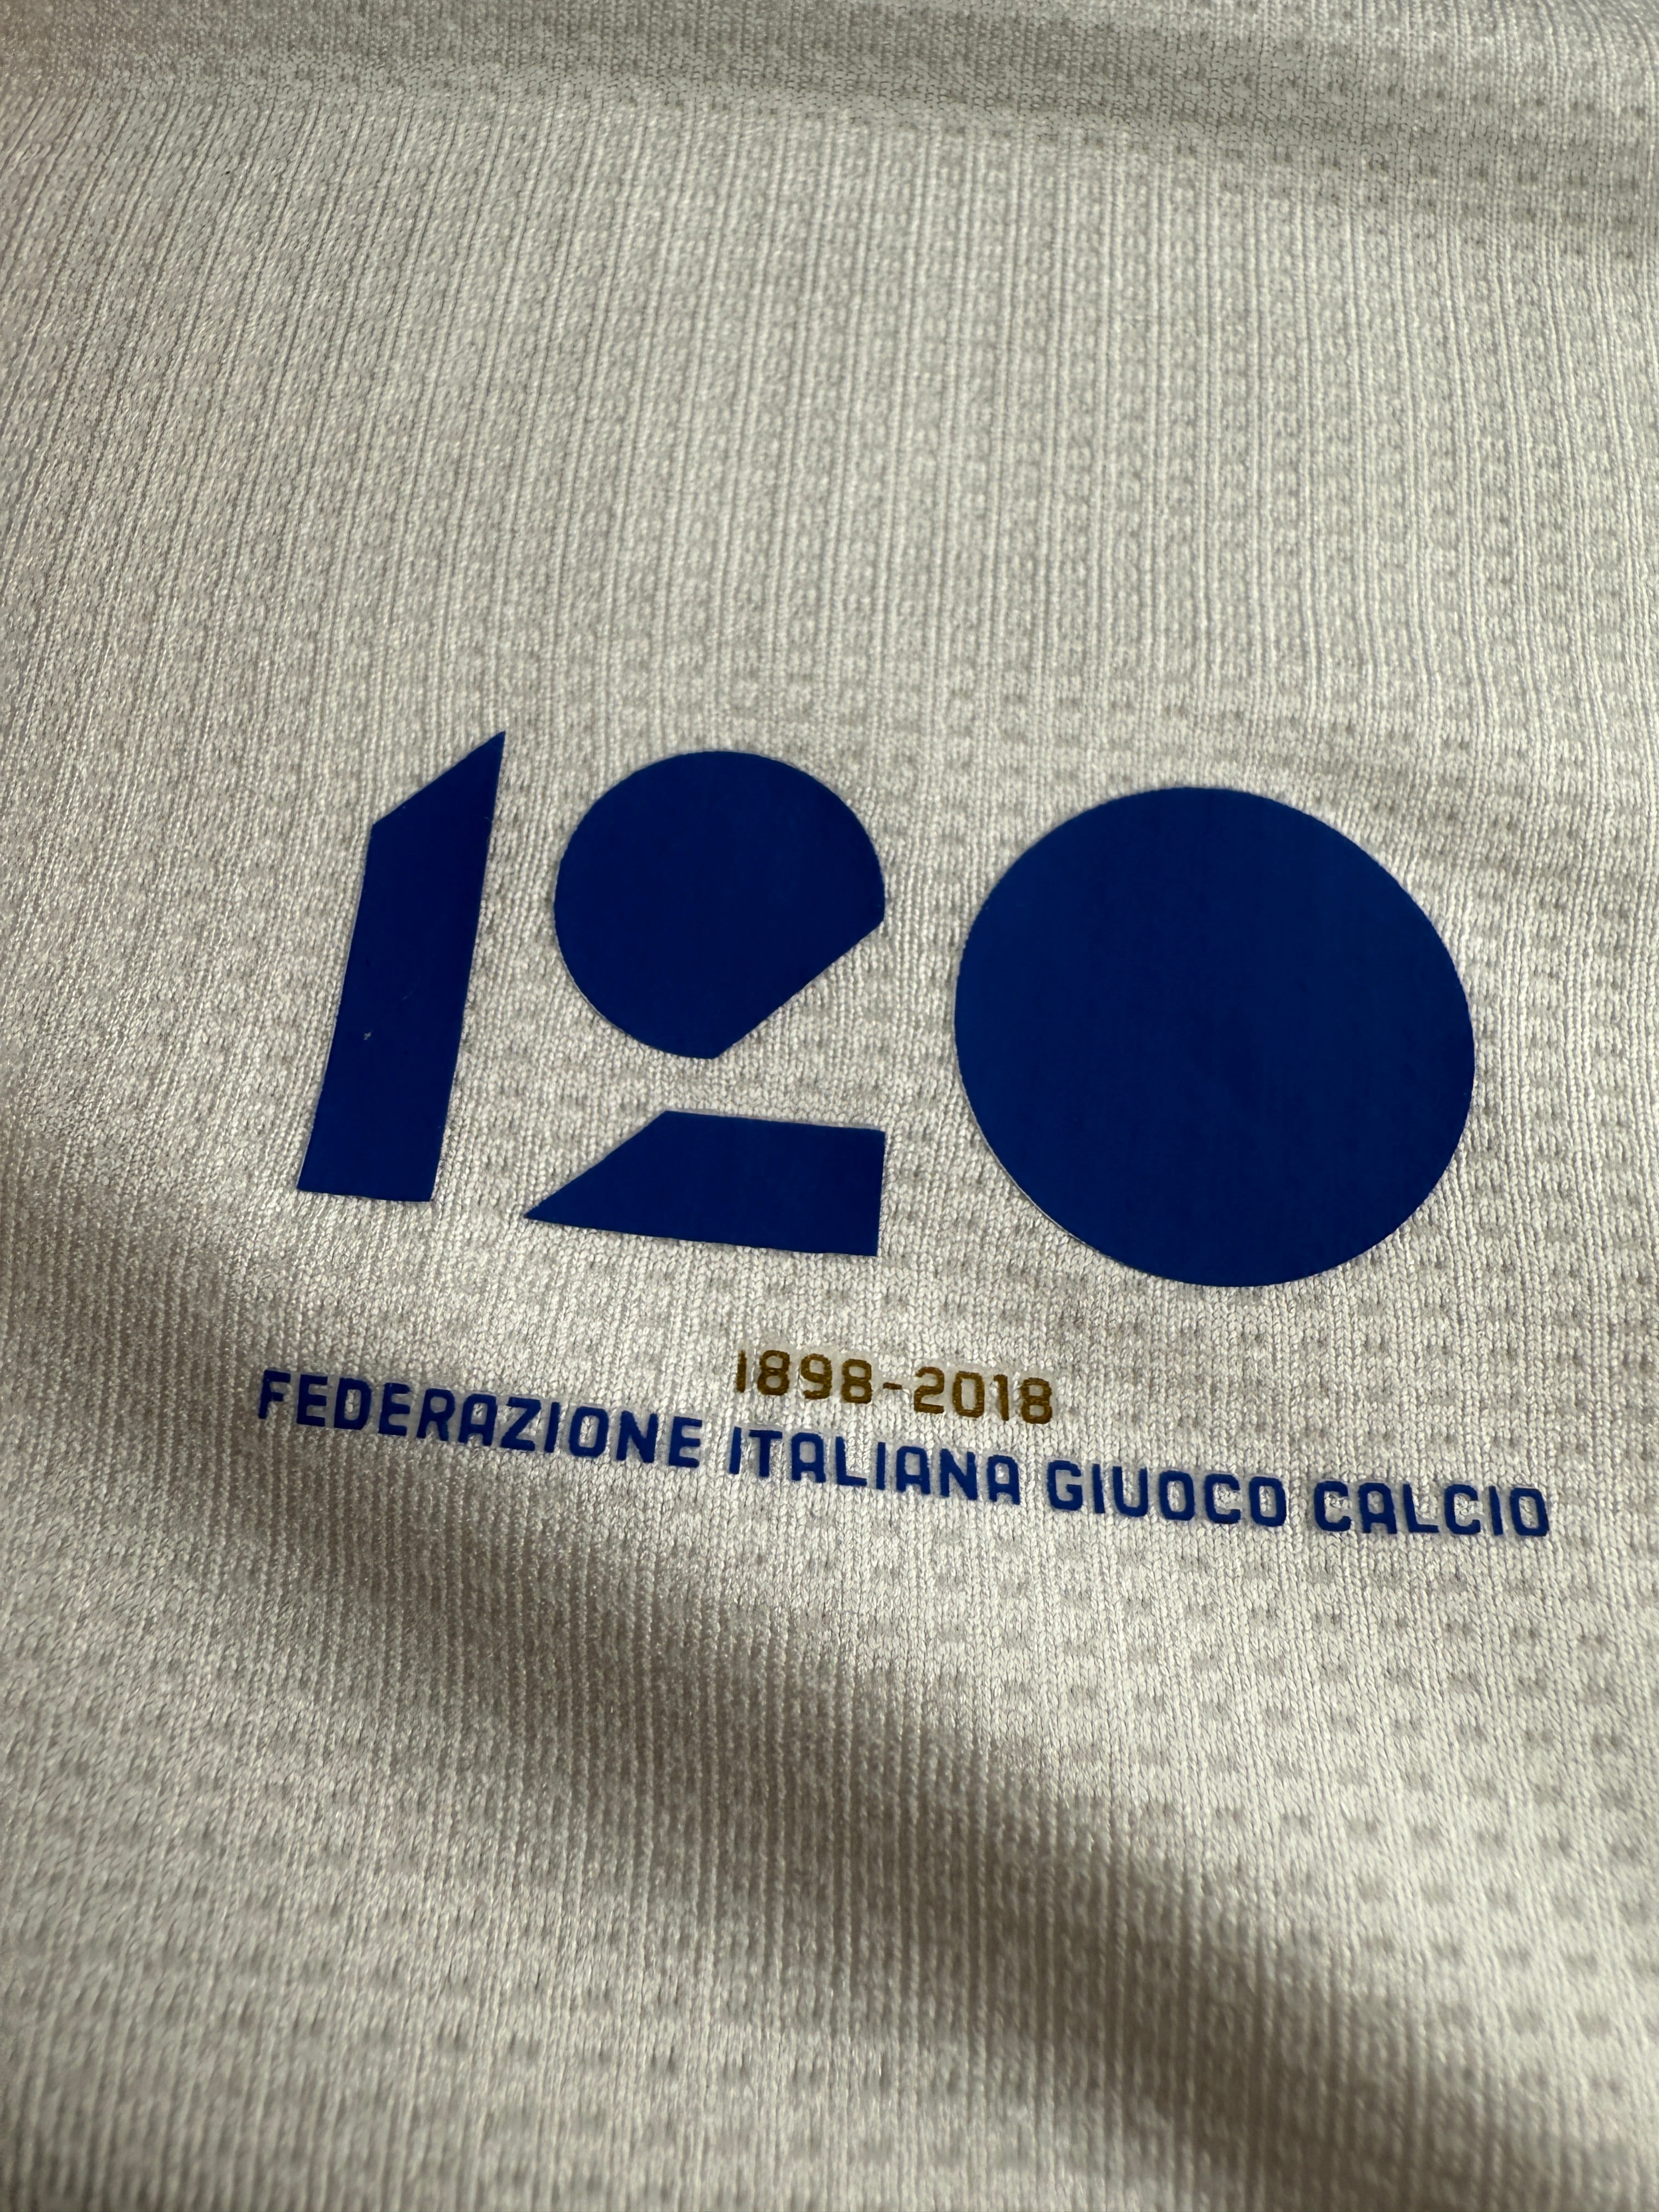 120
1898-2018
FEDERAZIONE ITALIANA GIUOCO CALCIO